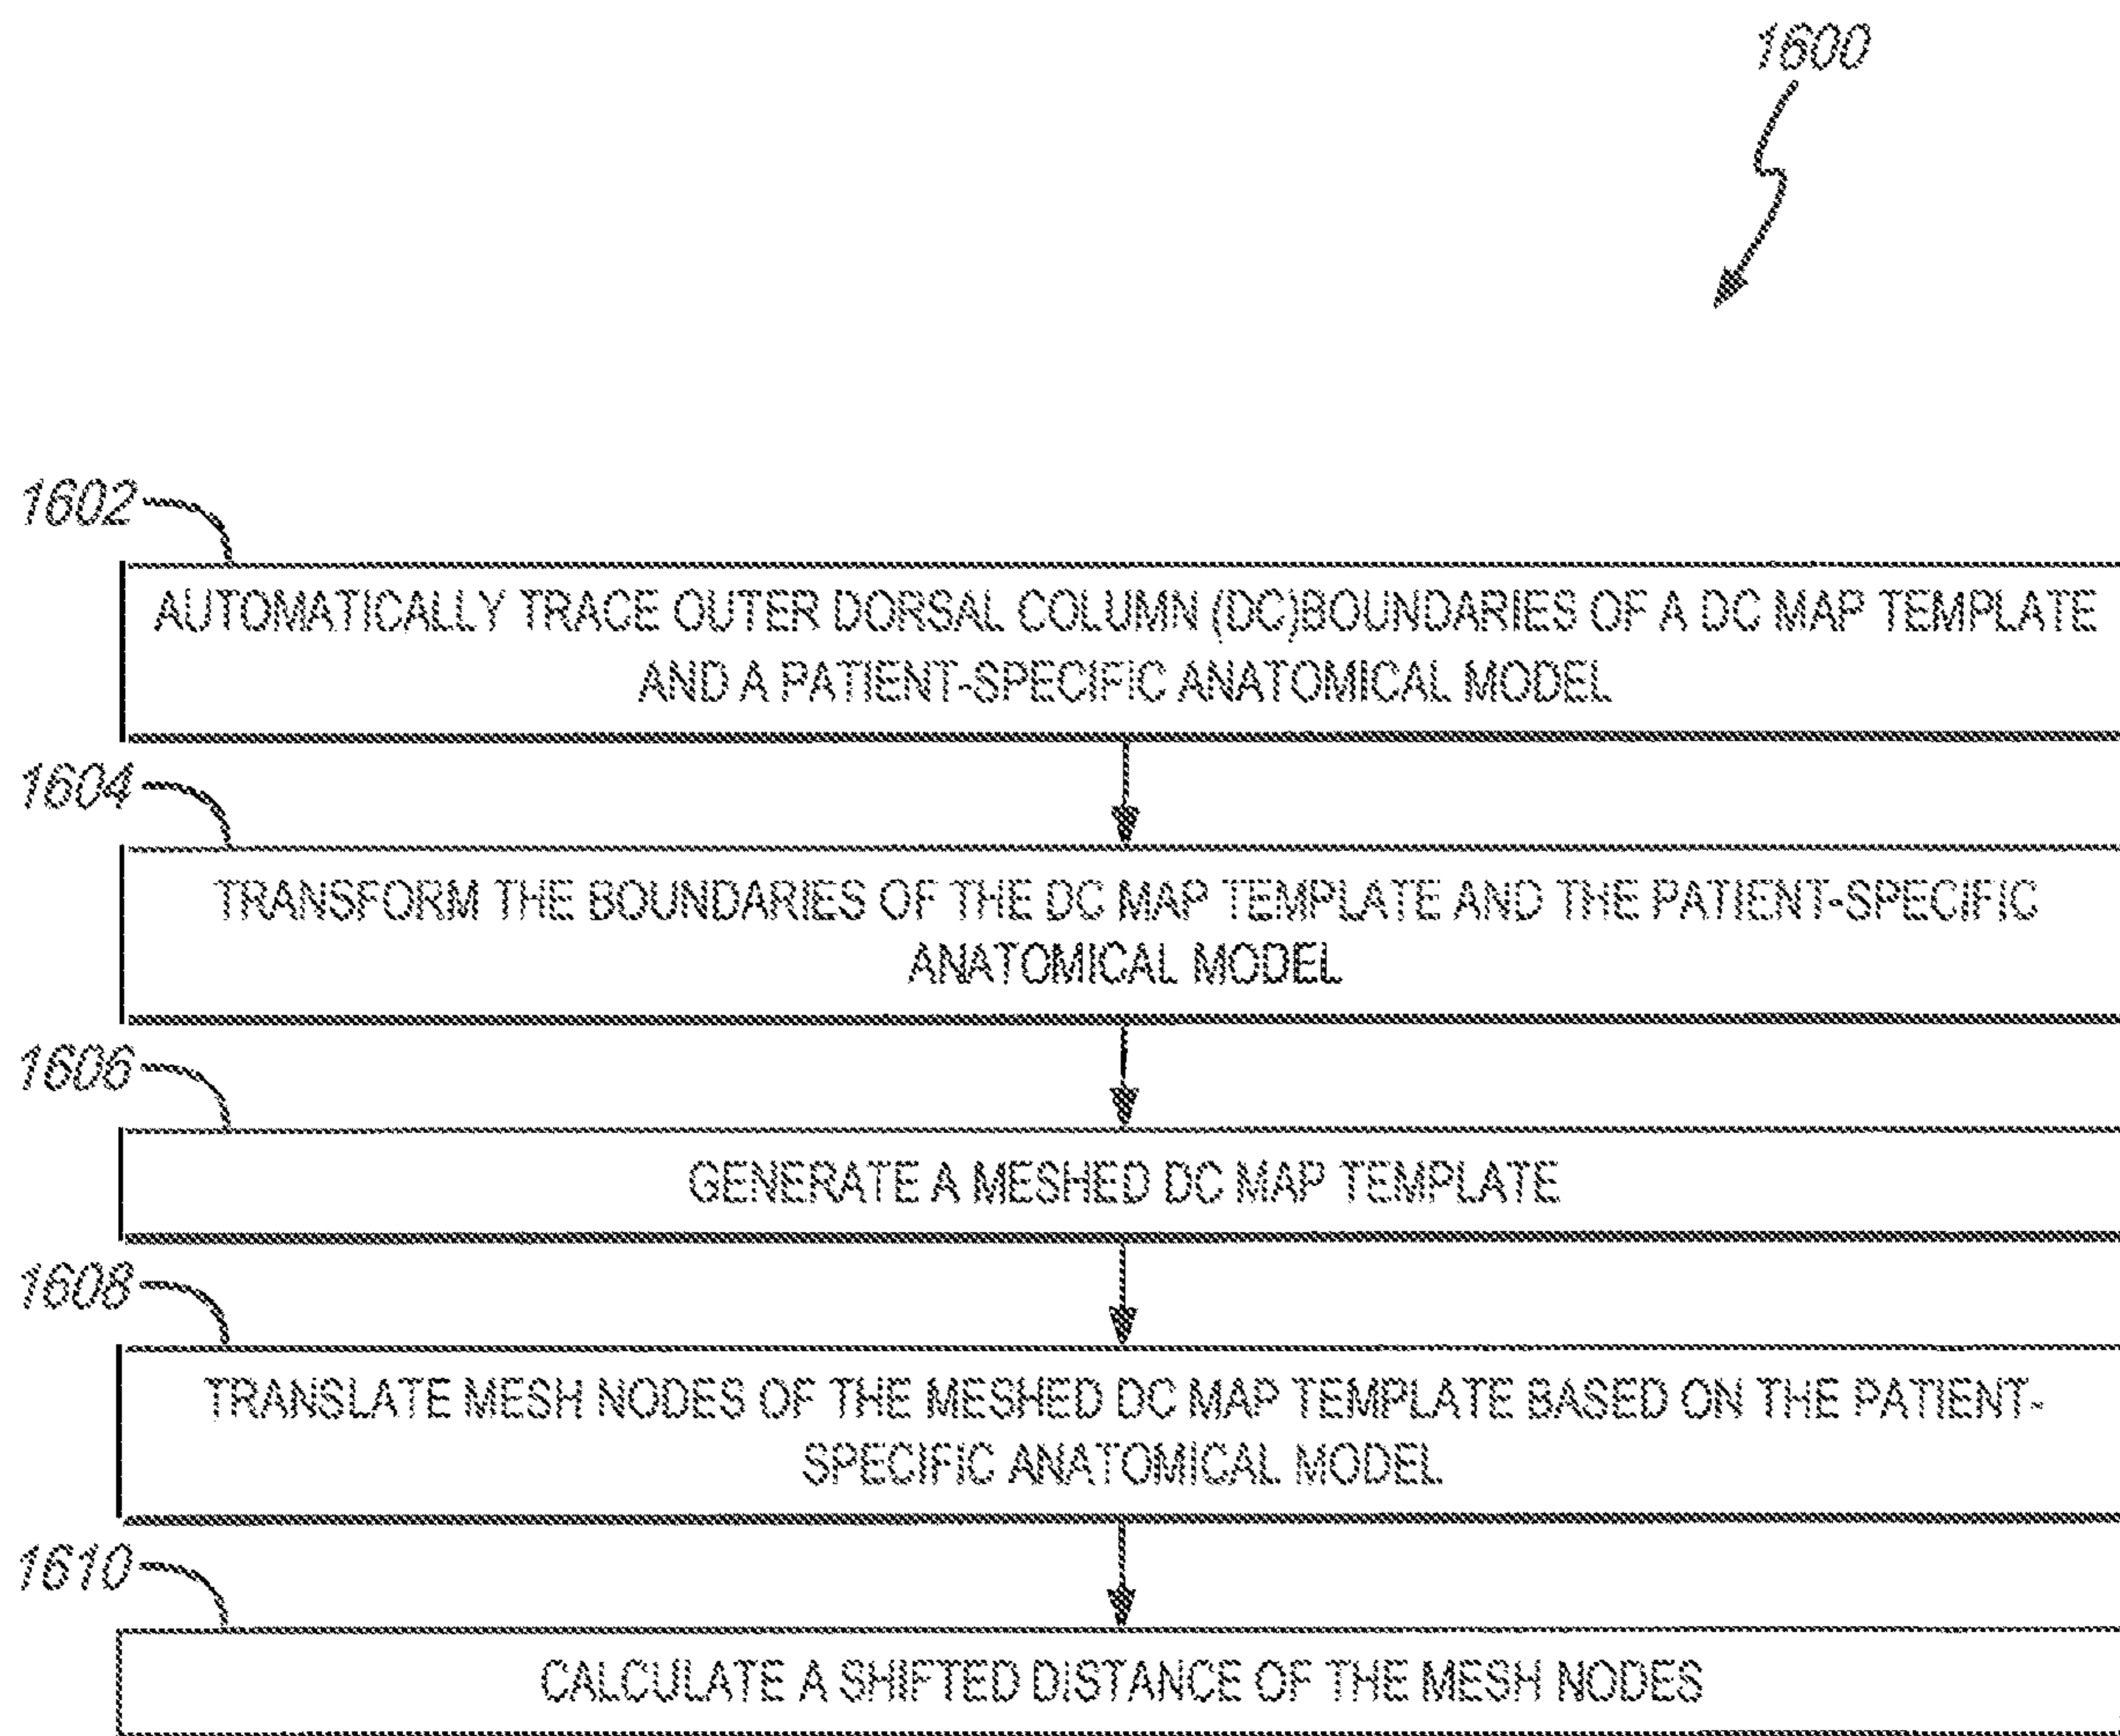 1600
1602
AUTOMATICALLY TRACE OUTER DORSAL COLUMN (DC)BOUNDARIES OF A DC MAP TEMPLATE
AND A PATIENT-SPECIFIC ANATOMICAL MODEL
1604
TRANSFORM THE BOUNDARIES OF THE DC MAP TEMPLATE AND THE PATIENT-SPECIFIC
ANATOMICAL MODEL
1606
GENERATE A MESHED DC MAP TEMPLATE
1608
TRANSLATE MESH NODES OF THE MESHED DC MAP TEMPLATE BASED ON THE PATIENT-
SPECIFIC ANATOMICAL MODEL
1610
CALCULATE A SHIFTED DISTANCE OF THE MESH NODES